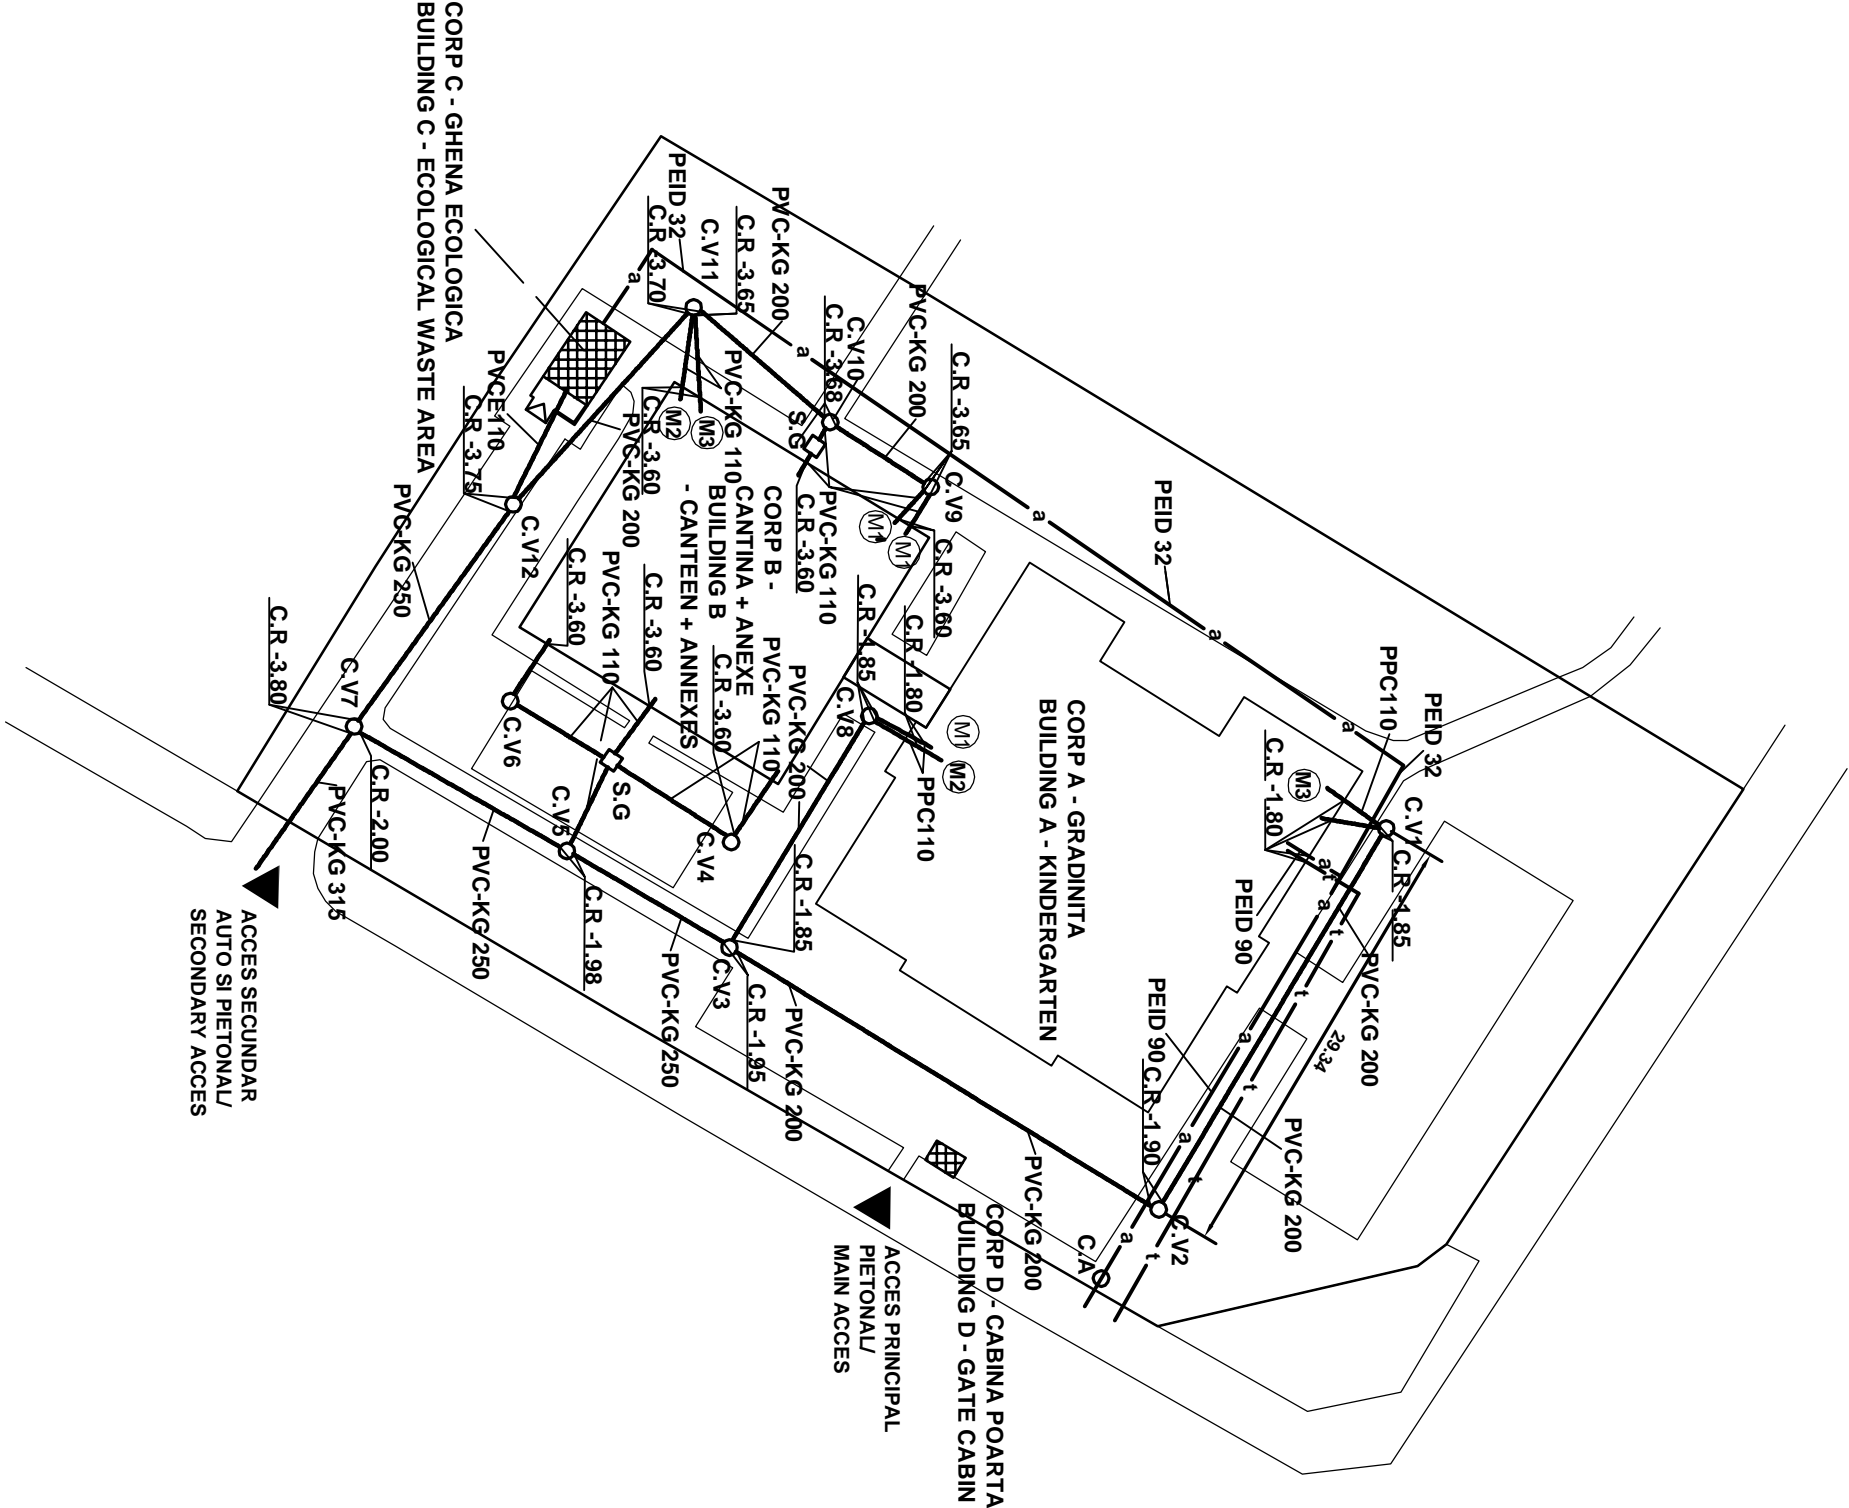 CORP C - GHENA ECOLOGICA
BUILDING C - ECOLOGICAL WASTE AREA
PEID 32
C.R -3.70
C.V11
C.R -3.65
PVC-KG 200
C.V10
C.R -3.68
PVC-KG 200
C.R -3.65
C.V9
S.G
PVC-KG 110
C.R -3.60
M2
M3
PVC-KG 200
PVCE110
C.R -3.75
C.V12
PVC-KG 250
PVC-KG 110
C.R -3.60
M1
M1
C.R -3.60
CORP B -
CANTINA + ANEXE
BUILDING B
- CANTEEN + ANNEXES
C.R -3.60
PVC-KG 110
C.R -3.60
C.R -3.60
PVC-KG 110
PVC-KG 200
C.R -1.85
C.R -1.80
C.V8
M1
M2
PPC110
C.V6
S.G
C.V5
C.V4
C.R -3.80
C.V7
C.R -2.00
PVC-KG 315
PVC-KG 250
C.R -1.98
PVC-KG 250
C.V3
C.R -1.85
C.R -1.95
PVC-KG 200
CORP A - GRADINITA
BUILDING A - KINDERGARTEN
PEID 32
PPC110
PEID 32
M3
C.R -1.80
C.V1
C.R -1.85
PEID 90
PVC-KG 200
29.34
PEID 90
C.R -1.90
PVC-KG 200
PVC-KG 200
C.V2
C.A
CORP D - CABINA POARTA
BUILDING D - GATE CABIN
ACCES PRINCIPAL
PIETONAL/
MAIN ACCES
ACCES SECUNDAR
AUTO SI PIETONAL/
SECONDARY ACCES
a
a
a
a
a
a
t
a
a
t
t
a
t
a
t
a
t